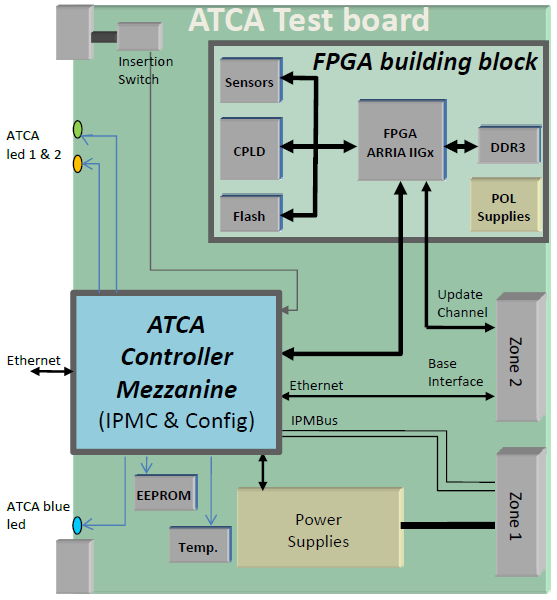 ATCA Test board
Insertion
Switch
FPGA building block
Sensors
CPLD
Flash
FPGA
ARRIA IIGx
DDR3
POL
Supplies
ATCA
led 1 & 2
ATCA
Controller
Mezzanine
(IPMC & Config)
Ethernet
Update
Channel
Base
Interface
Ethernet
IPMBus
Zone 2
Zone 1
EEPROM
Temp.
Power
Supplies
ATCA blue
led